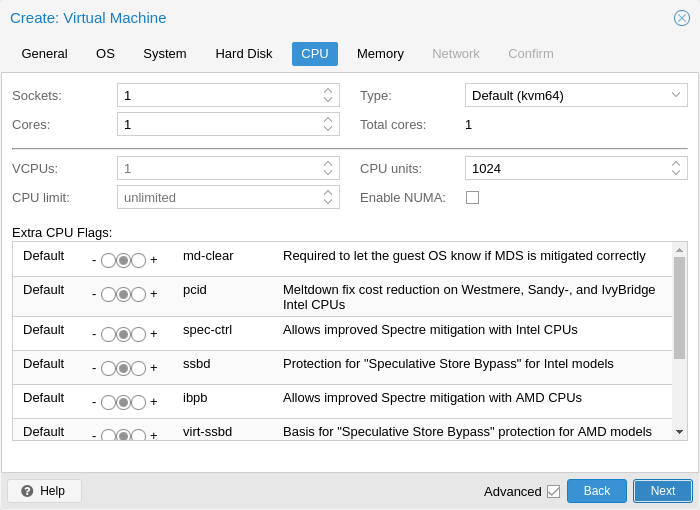 Create: Virtual Machine
General OS System Hard Disk CPU Memory Network Confirm
Sockets: 1 Type: Default (kvm64)
Cores: 1 Total cores: 1
VCPUs: 1 CPU units: 1024
CPU limit: unlimited Enable NUMA:
Extra CPU Flags:
Default - + md-clear Required to let the guest OS know if MDS is mitigated correctly
Default - + pcid Meltdown fix cost reduction on Westmere, Sandy-, and IvyBridge
Intel CPUs
Default - + spec-ctrl Allows improved Spectre mitigation with Intel CPUs
Default - + ssbd Protection for "Speculative Store Bypass" for Intel models
Default - + ibpb Allows improved Spectre mitigation with AMD CPUs
Default - + virt-ssbd Basis for "Speculative Store Bypass" protection for AMD models
? Help Advanced Back Next